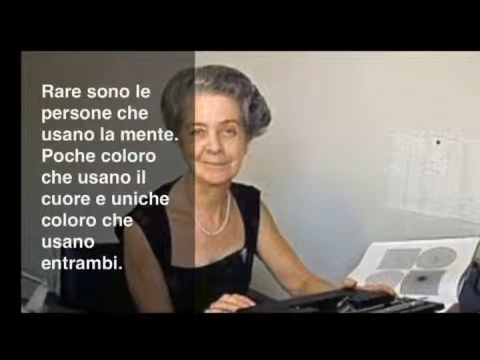 Rare sono le
persone che
usano la mente.
Poche coloro
che usano il
cuore e uniche
coloro che
usano
entrambi.